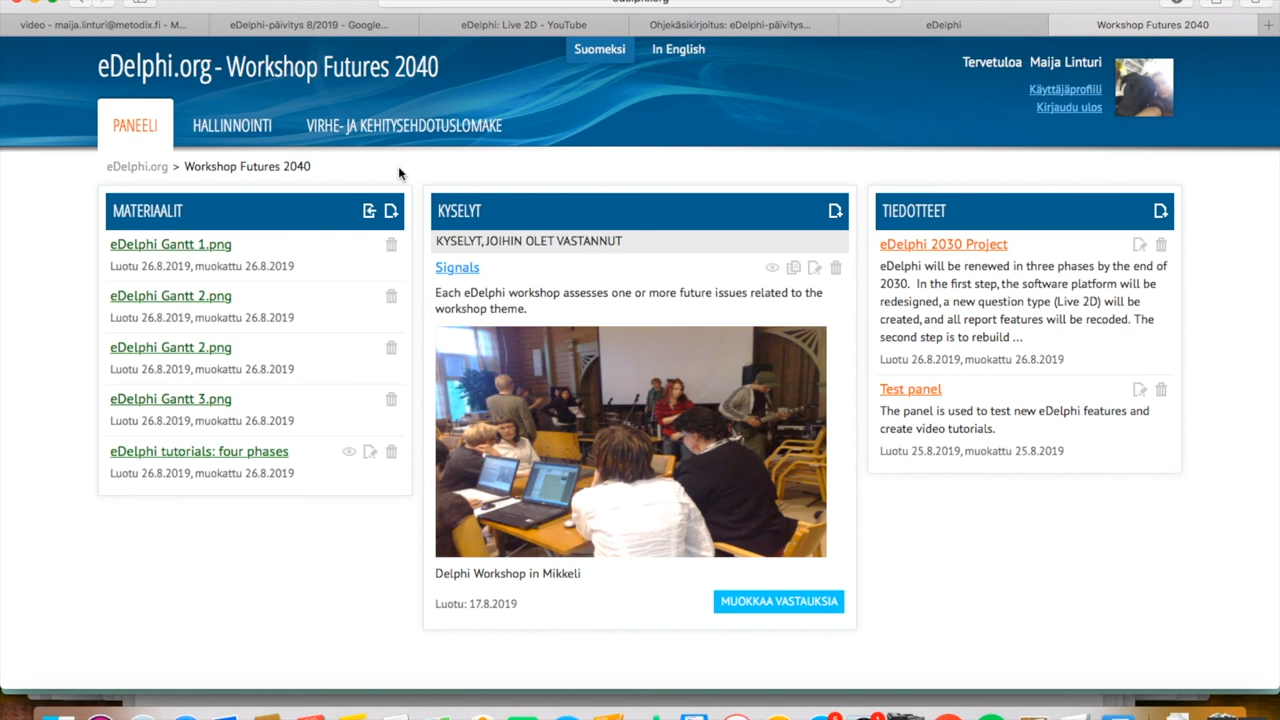 edelphi.org
video – maija.linturi@metodix.fi - M...
eDelphi-päivitys 8/2019 - Google...
eDelphi: Live 2D - YouTube
Ohjekäsikirjoitus: eDelphi-päivitys...
eDelphi
Workshop Futures 2040
Suomeksi
In English
eDelphi.org - Workshop Futures 2040
Tervetuloa Maija Linturi
Käyttäjäprofiili
Kirjaudu ulos
PANEELI
HALLINNOINTI
VIRHE- JA KEHITYSEHDOTUSLOMAKE
eDelphi.org > Workshop Futures 2040
MATERIAALIT
eDelphi Gantt 1.png
Luotu 26.8.2019, muokattu 26.8.2019
eDelphi Gantt 2.png
Luotu 26.8.2019, muokattu 26.8.2019
eDelphi Gantt 2.png
Luotu 26.8.2019, muokattu 26.8.2019
eDelphi Gantt 3.png
Luotu 26.8.2019, muokattu 26.8.2019
eDelphi tutorials: four phases
Luotu 26.8.2019, muokattu 26.8.2019
KYSELYT
KYSELYT, JOIHIN OLET VASTANNUT
Signals
Each eDelphi workshop assesses one or more future issues related to the
workshop theme.
Delphi Workshop in Mikkeli
Luotu: 17.8.2019
MUOKKAA VASTAUKSIA
TIEDOTTEET
eDelphi 2030 Project
eDelphi will be renewed in three phases by the end of
2030. In the first step, the software platform will be
redesigned, a new question type (Live 2D) will be
created, and all report features will be recoded. The
second step is to rebuild ...
Luotu 26.8.2019, muokattu 26.8.2019
Test panel
The panel is used to test new eDelphi features and
create video tutorials.
Luotu 25.8.2019, muokattu 25.8.2019